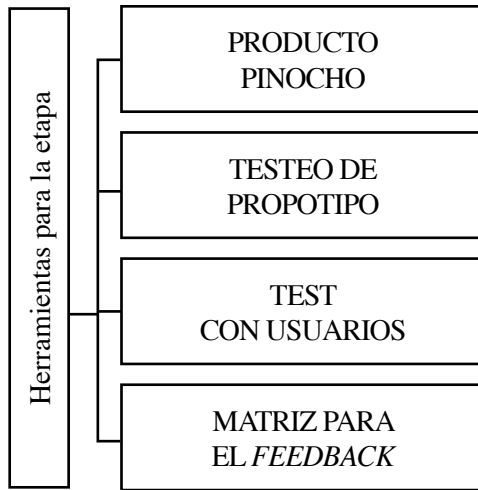 Herramientas para la etapa
PRODUCTO
PINOCHO
TESTEO DE
PROPOTIPO
TEST
CON USUARIOS
MATRIZ PARA
EL FEEDBACK